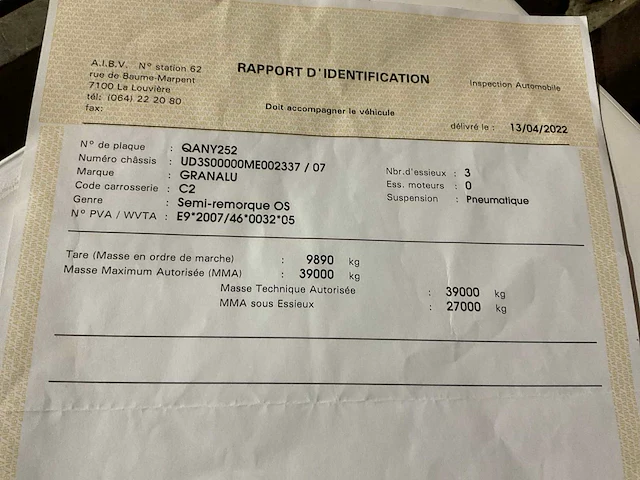 A.I.B.V. N° station 62
rue de Baume-Marpent
7100 La Louvière
tél: (064) 22 20 80
fax:
RAPPORT D'IDENTIFICATION
Inspection Automobile
Doit accompagner le véhicule
délivré le : 13/04/2022
N° de plaque : QANY252
Numéro châssis : UD3S00000ME002337 / 07
Marque : GRANALU
Code carrosserie : C2
Genre : Semi-remorque OS
N° PVA / WVTA : E9*2007/46*0032*05
Nbr.d'essieux : 3
Ess. moteurs : 0
Suspension : Pneumatique
Tare (Masse en ordre de marche) : 9890 kg
Masse Maximum Autorisée (MMA) : 39000 kg
Masse Technique Autorisée : 39000 kg
MMA sous Essieux : 27000 kg